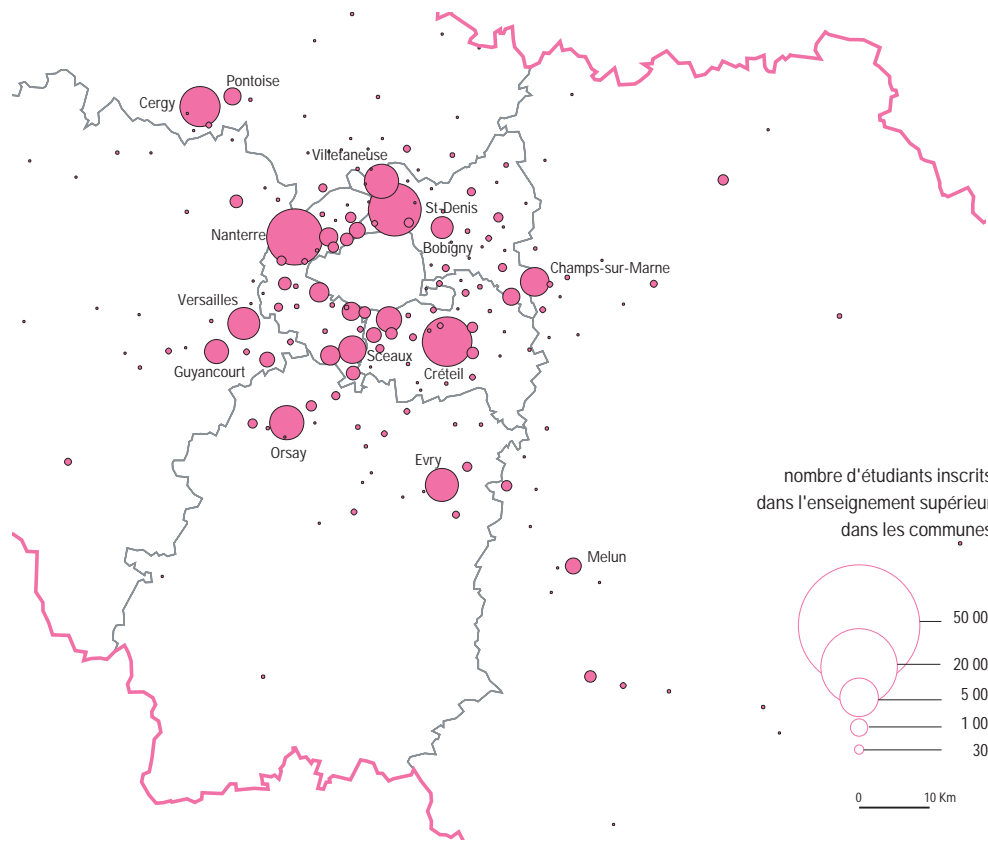 Pontoise
Cergy
Villetaneuse
St-Denis
Nanterre
Bobigny
Champs-sur-Marne
Versailles
Sceaux
Guyancourt
Créteil
Orsay
Evry
nombre d'étudiants inscrits
dans l'enseignement supérieur
dans les communes
Melun
50 00
20 00
5 00
1 00
30
0 10 Km